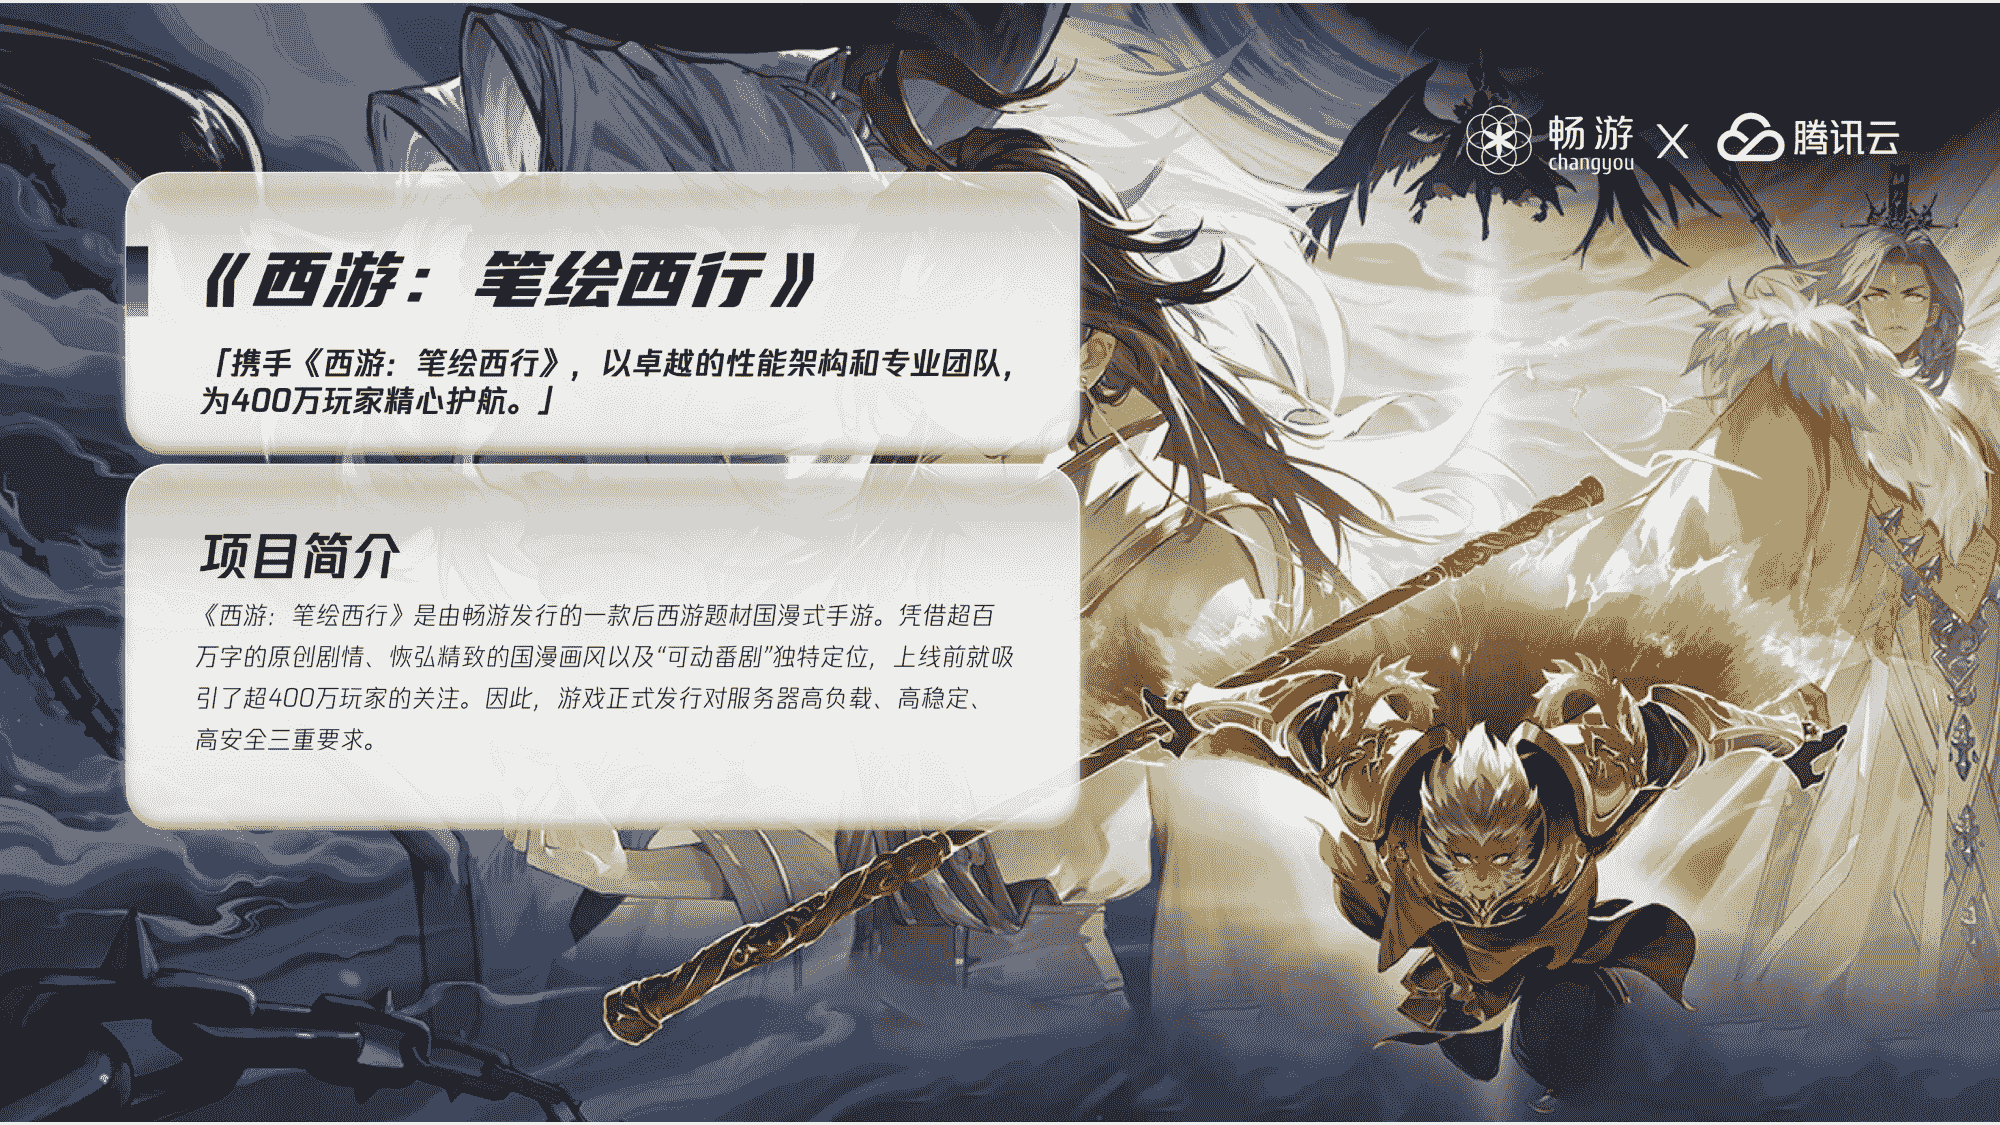 畅游
changyou
X
腾讯云
《西游：笔绘西行》
「携手《西游：笔绘西行》，以卓越的性能架构和专业团队，
为400万玩家精心护航。」
项目简介
《西游：笔绘西行》是由畅游发行的一款后西游题材国漫式手游。凭借超百
万字的原创剧情、恢弘精致的国漫画风以及“可动番剧”独特定位，上线前就吸
引了超400万玩家的关注。因此，游戏正式发行对服务器高负载、高稳定、
高安全三重要求。